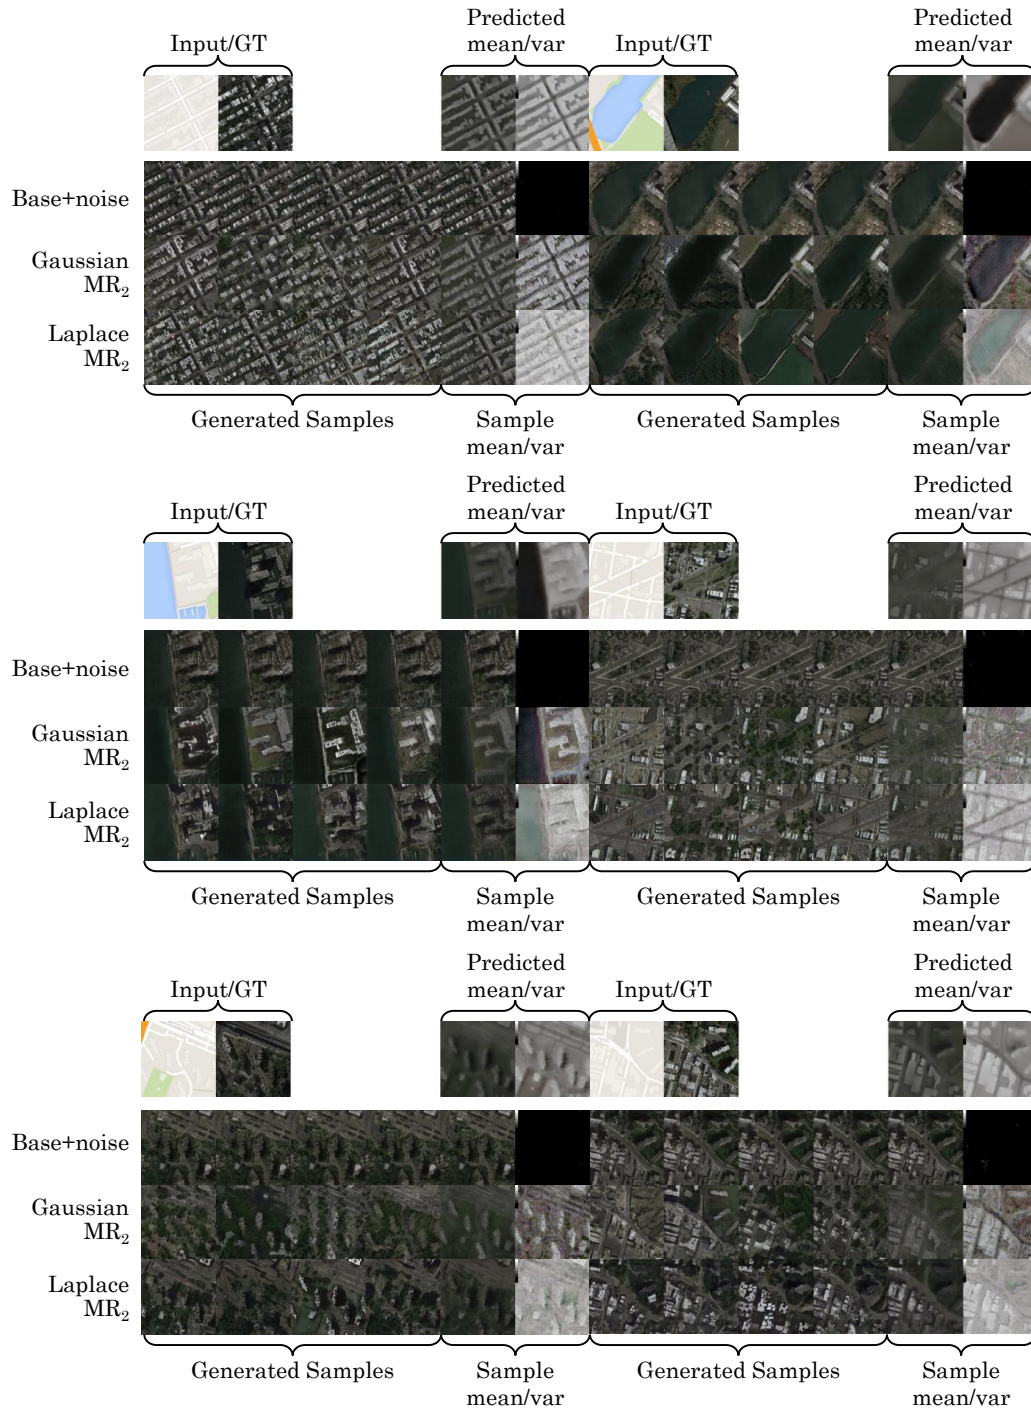 Predicted
mean/var
Input/GT
Predicted
mean/var
Input/GT
Base+noise
Gaussian
MR₂
Laplace
MR₂
Generated Samples
Sample
mean/var
Generated Samples
Sample
mean/var
Predicted
mean/var
Input/GT
Predicted
mean/var
Input/GT
Base+noise
Gaussian
MR₂
Laplace
MR₂
Generated Samples
Sample
mean/var
Generated Samples
Sample
mean/var
Predicted
mean/var
Input/GT
Predicted
mean/var
Input/GT
Base+noise
Gaussian
MR₂
Laplace
MR₂
Generated Samples
Sample
mean/var
Generated Samples
Sample
mean/var